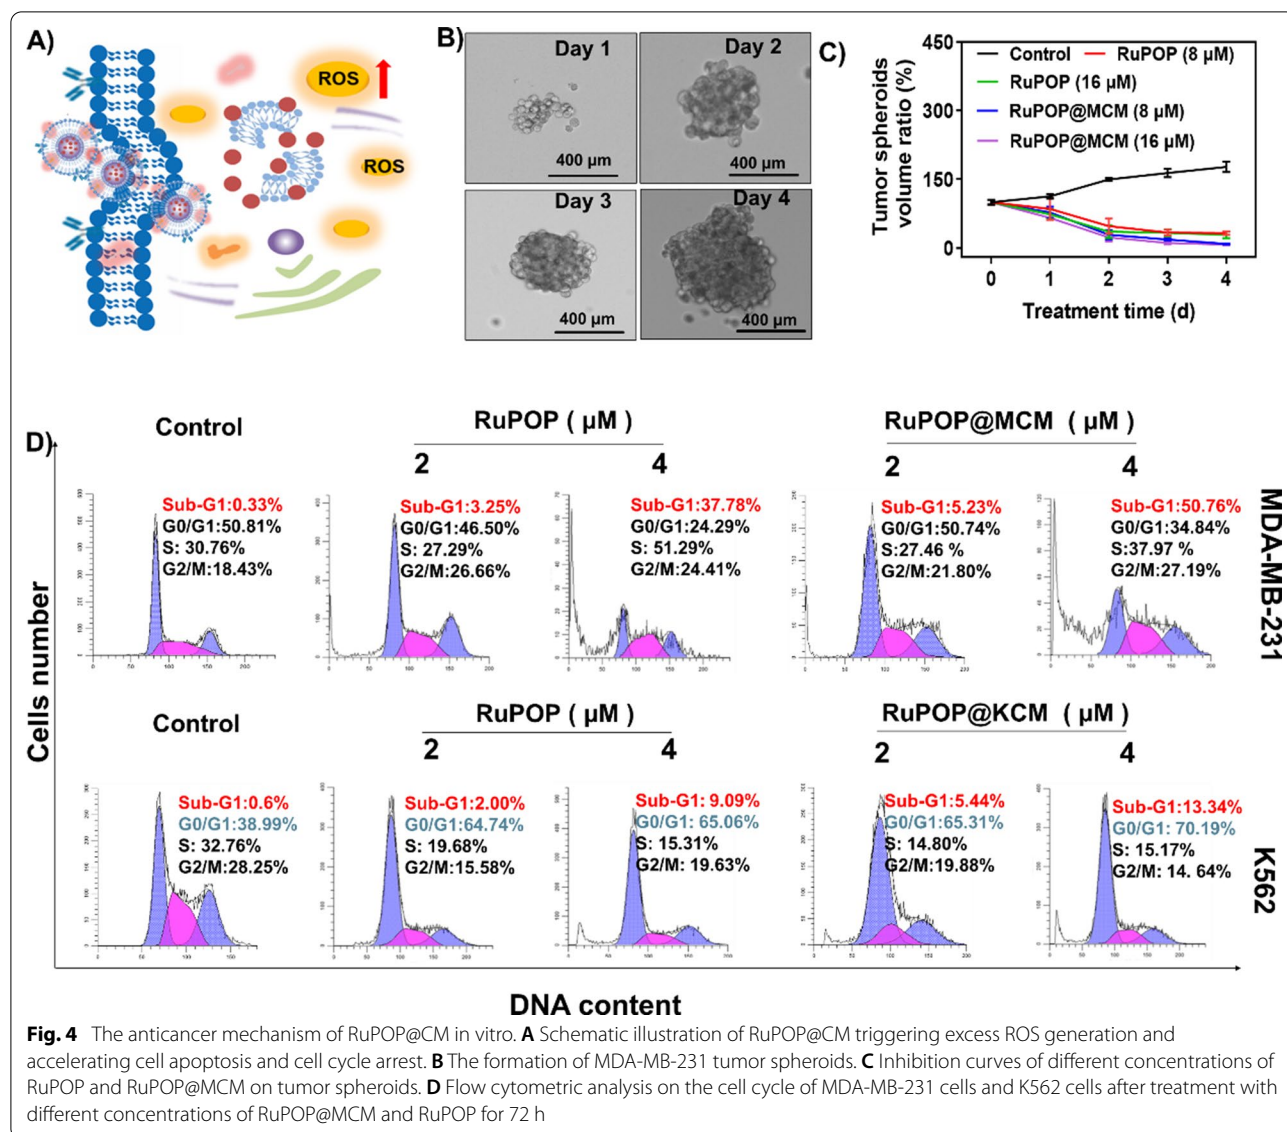 A)
ROS
ROS
B)
Day 1
400 µm
Day 2
400 µm
Day 3
400 µm
Day 4
400 µm
C)
Tumor spheroids
volume ratio (%)
450
300
150
0
Control
RuPOP (8 µM)
RuPOP (16 µM)
RuPOP@MCM (8 µM)
RuPOP@MCM (16 µM)
0 1 2 3 4
Treatment time (d)
D)
Cells number
Control
RuPOP ( µM )
2 4
RuPOP@MCM ( µM )
2 4
MDA-MB-231
Sub-G1:0.33%
G0/G1:50.81%
S: 30.76%
G2/M:18.43%
Sub-G1:3.25%
G0/G1:46.50%
S: 27.29%
G2/M:26.66%
Sub-G1:37.78%
G0/G1:24.29%
S: 51.29%
G2/M:24.41%
Sub-G1:5.23%
G0/G1:50.74%
S:27.46 %
G2/M:21.80%
Sub-G1:50.76%
G0/G1:34.84%
S:37.97 %
G2/M:27.19%
Control
RuPOP ( µM )
2 4
RuPOP@KCM ( µM )
2 4
K562
Sub-G1:0.6%
G0/G1:38.99%
S: 32.76%
G2/M:28.25%
Sub-G1:2.00%
G0/G1:64.74%
S: 19.68%
G2/M:15.58%
Sub-G1: 9.09%
G0/G1: 65.06%
S: 15.31%
G2/M: 19.63%
Sub-G1:5.44%
G0/G1:65.31%
S: 14.80%
G2/M:19.88%
Sub-G1:13.34%
G0/G1: 70.19%
S: 15.17%
G2/M: 14. 64%
DNA content
Fig. 4 The anticancer mechanism of RuPOP@CM in vitro. A Schematic illustration of RuPOP@CM triggering excess ROS generation and
accelerating cell apoptosis and cell cycle arrest. B The formation of MDA-MB-231 tumor spheroids. C Inhibition curves of different concentrations of
RuPOP and RuPOP@MCM on tumor spheroids. D Flow cytometric analysis on the cell cycle of MDA-MB-231 cells and K562 cells after treatment with
different concentrations of RuPOP@MCM and RuPOP for 72 h